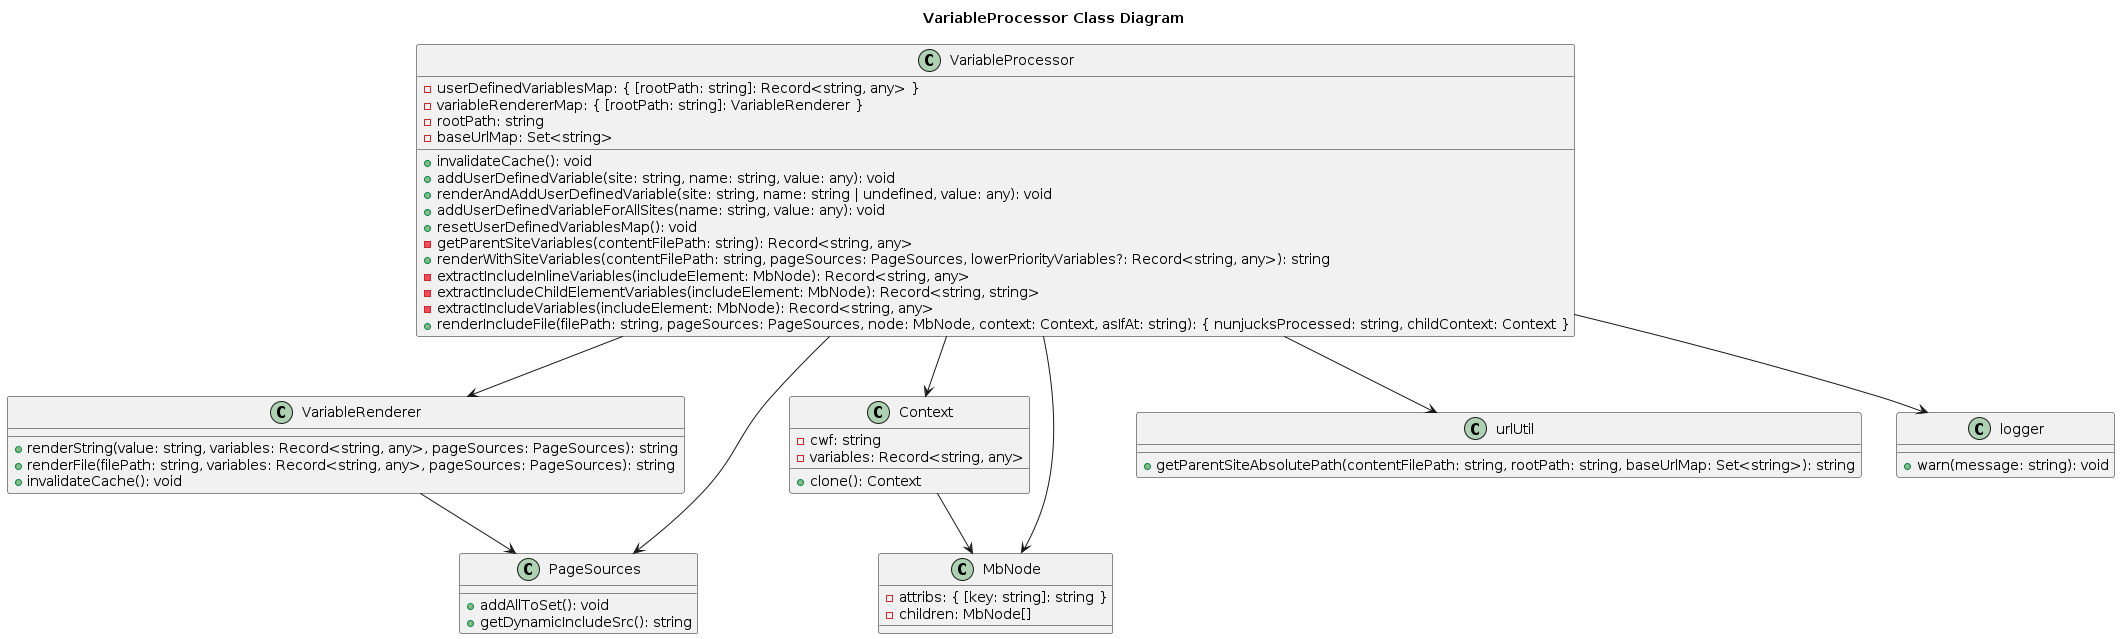 VariableProcessor Class Diagram
C VariableProcessor
userDefinedVariablesMap: { [rootPath: string]: Record<string, any> }
variableRendererMap: { [rootPath: string]: VariableRenderer }
rootPath: string
baseUrlMap: Set<string>
invalidateCache(): void
addUserDefinedVariable(site: string, name: string, value: any): void
renderAndAddUserDefinedVariable(site: string, name: string | undefined, value: any): void
addUserDefinedVariableForAllSites(name: string, value: any): void
resetUserDefinedVariablesMap(): void
getParentSiteVariables(contentFilePath: string): Record<string, any>
renderWithSiteVariables(contentFilePath: string, pageSources: PageSources, lowerPriorityVariables?: Record<string, any>): string
extractIncludeInlineVariables(includeElement: MbNode): Record<string, any>
extractIncludeChildElementVariables(includeElement: MbNode): Record<string, string>
extractIncludeVariables(includeElement: MbNode): Record<string, any>
renderIncludeFile(filePath: string, pageSources: PageSources, node: MbNode, context: Context, asIfAt: string): { nunjucksProcessed: string, childContext: Context }
C VariableRenderer
renderString(value: string, variables: Record<string, any>, pageSources: PageSources): string
renderFile(filePath: string, variables: Record<string, any>, pageSources: PageSources): string
invalidateCache(): void
C Context
cwf: string
variables: Record<string, any>
clone(): Context
C urlUtil
getParentSiteAbsolutePath(contentFilePath: string, rootPath: string, baseUrlMap: Set<string>): string
C logger
warn(message: string): void
C PageSources
addAllToSet(): void
getDynamicIncludeSrc(): string
C MbNode
attribs: { [key: string]: string }
children: MbNode[]